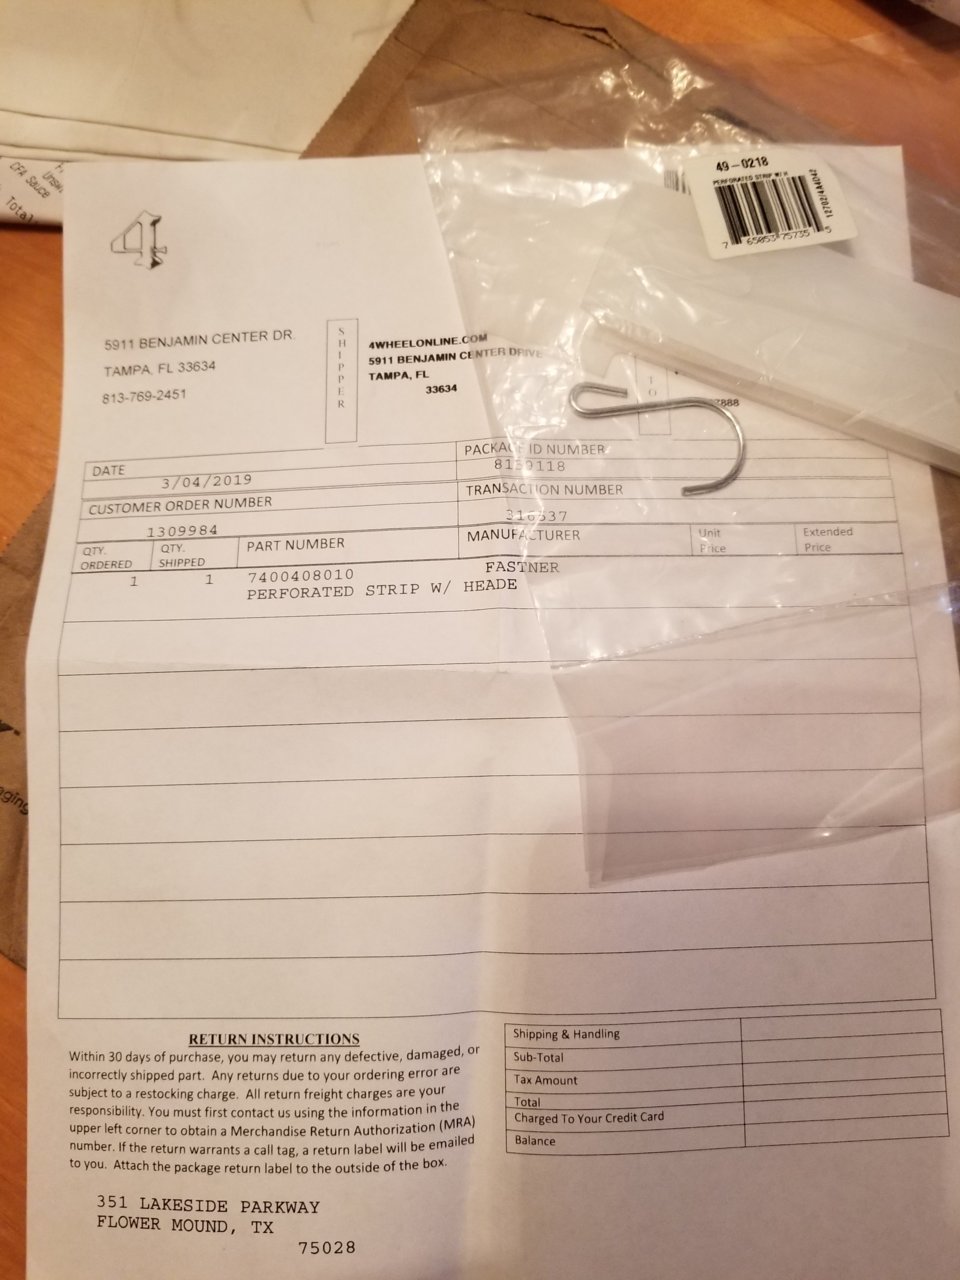 CFA Sauce
Total
49-0218
PERFORATED STRIP W/ H
7 65053 75735 5
4
5911 BENJAMIN CENTER DR.
TAMPA, FL 33634
813-769-2451
SHIPPER
4WHEELONLINE.COM
5911 BENJAMIN CENTER DRIVE
TAMPA, FL
33634
TO
DATE
3/04/2019
PACKAGE ID NUMBER
CUSTOMER ORDER NUMBER
1309984
TRANSACTION NUMBER
QTY. ORDERED
QTY. SHIPPED
PART NUMBER
MANUFACTURER
Unit Price
Extended Price
1 1 7400408010 FASTNER
PERFORATED STRIP W/ HEADE
RETURN INSTRUCTIONS
Within 30 days of purchase, you may return any defective, damaged, or
incorrectly shipped part. Any returns due to your ordering error are
subject to a restocking charge. All return freight charges are your
responsibility. You must first contact us using the information in the
upper left corner to obtain a Merchandise Return Authorization (MRA)
number. If the return warrants a call tag, a return label will be emailed
to you. Attach the package return label to the outside of the box.
Shipping & Handling
Sub-Total
Tax Amount
Total
Charged To Your Credit Card
Balance
351 LAKESIDE PARKWAY
FLOWER MOUND, TX
75028